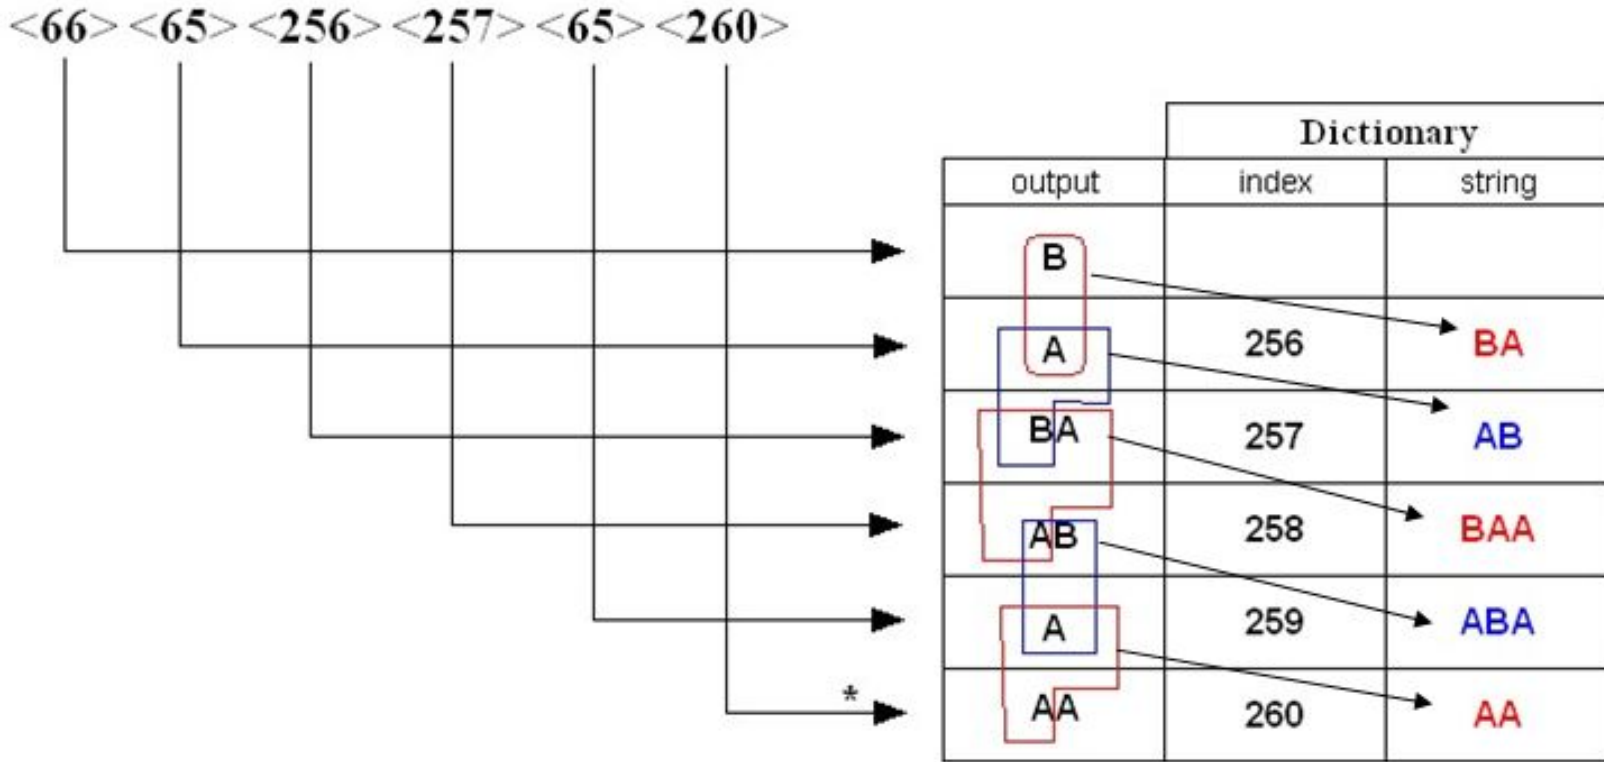 <66> <65> <256> <257> <65> <260>
Dictionary
output index string
B
A 256 BA
BA 257 AB
AB 258 BAA
A 259 ABA
* AA 260 AA